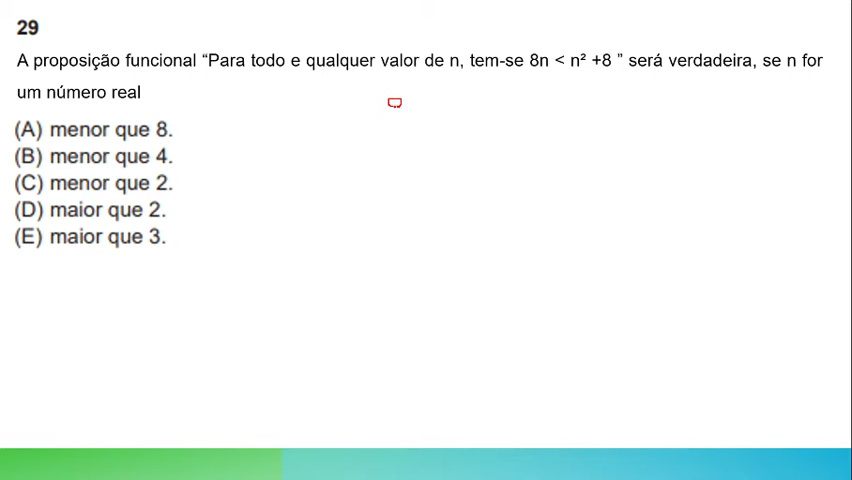 29
A proposição funcional “Para todo e qualquer valor de n, tem-se 8n < n² +8 ” será verdadeira, se n for
um número real
(A) menor que 8.
(B) menor que 4.
(C) menor que 2.
(D) maior que 2.
(E) maior que 3.